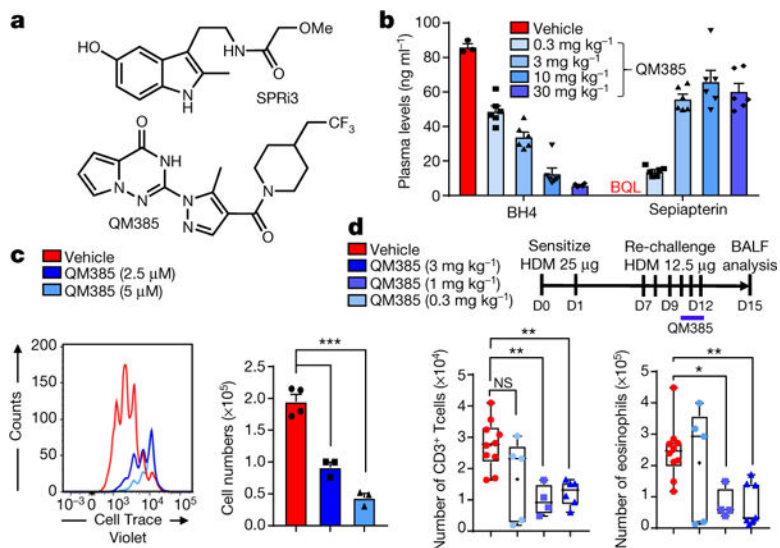 a
HO
N
H
H
N
O
OMe
SPRi3
O
NH
N
N
N
N
N
O
CF3
QM385
b
Plasma levels (ng ml−1)
100
80
60
40
20
0
Vehicle
0.3 mg kg−1
3 mg kg−1
10 mg kg−1
30 mg kg−1
QM385
BQL
BH4
Sepiapterin
c
Vehicle
QM385 (2.5 μM)
QM385 (5 μM)
Counts
200
150
100
50
0
−10³
10³
10⁴
10⁵
Cell Trace
Violet
Cell numbers (×10⁵)
2.5
2.0
1.5
1.0
0.5
0
***
d
Vehicle
QM385 (3 mg kg−1)
QM385 (1 mg kg−1)
QM385 (0.3 mg kg−1)
Sensitize
HDM 25 μg
Re-challenge
HDM 12.5 μg
BALF
analysis
D0
D1
D7
D9
D12
D15
QM385
Number of CD3+ Tcells (×10⁴)
5
4
3
2
1
0
NS
**
**
Number of eosinophils (×10⁵)
5
4
3
2
1
0
*
**